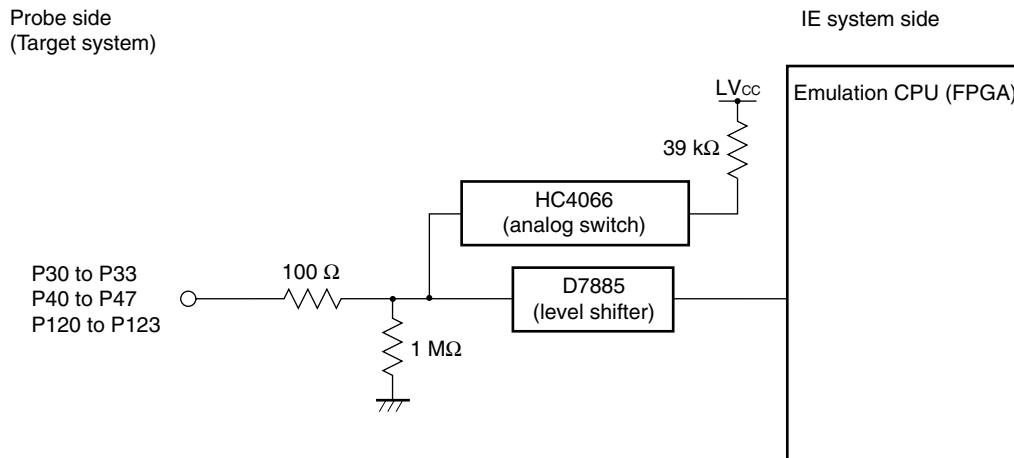 Probe side
(Target system)
IE system side
LVCC
Emulation CPU (FPGA)
39 kΩ
HC4066
(analog switch)
P30 to P33
P40 to P47
P120 to P123
100 Ω
D7885
(level shifter)
1 MΩ